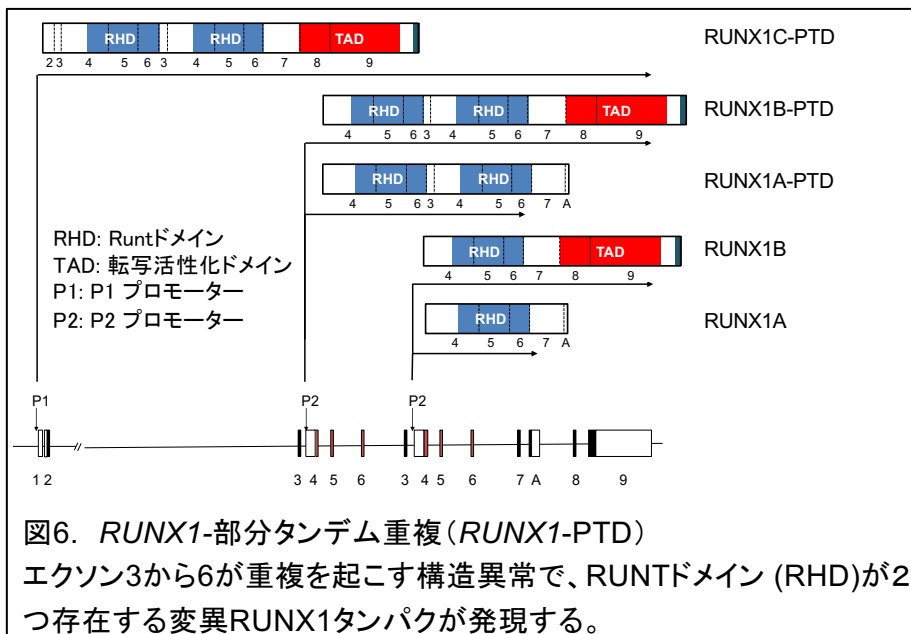 RHD RHD TAD RUNX1C-PTD
2 3 4 5 6 3 4 5 6 7 8 9
RHD RHD TAD RUNX1B-PTD
4 5 6 3 4 5 6 7 8 9
RHD RHD RUNX1A-PTD
4 5 6 3 4 5 6 7 A
RHD TAD RUNX1B
4 5 6 7 8 9
RHD RUNX1A
4 5 6 7 A
RHD: Runtドメイン
TAD: 転写活性化ドメイン
P1: P1 プロモーター
P2: P2 プロモーター
P1 P2 P2
1 2 3 4 5 6 3 4 5 6 7 A 8 9
図6. RUNX1-部分タンデム重複(RUNX1-PTD)
エクソン3から6が重複を起こす構造異常で、RUNTドメイン (RHD)が2
つ存在する変異RUNX1タンパクが発現する。